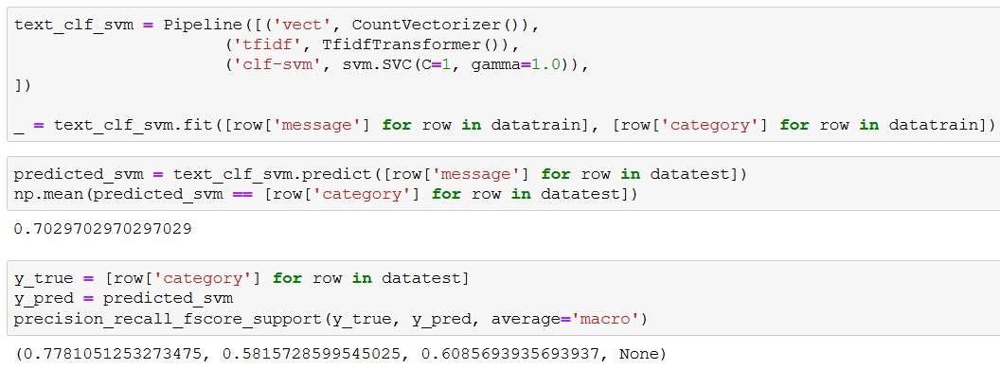 text_clf_svm = Pipeline([('vect', CountVectorizer()),
('tfidf', TfidfTransformer()),
('clf-svm', svm.SVC(C=1, gamma=1.0)),
])
_ = text_clf_svm.fit([row['message'] for row in datatrain], [row['category'] for row in datatrain])
predicted_svm = text_clf_svm.predict([row['message'] for row in datatest])
np.mean(predicted_svm == [row['category'] for row in datatest])
0.7029702970297029
y_true = [row['category'] for row in datatest]
y_pred = predicted_svm
precision_recall_fscore_support(y_true, y_pred, average='macro')
(0.7781051253273475, 0.5815728599545025, 0.6085693935693937, None)